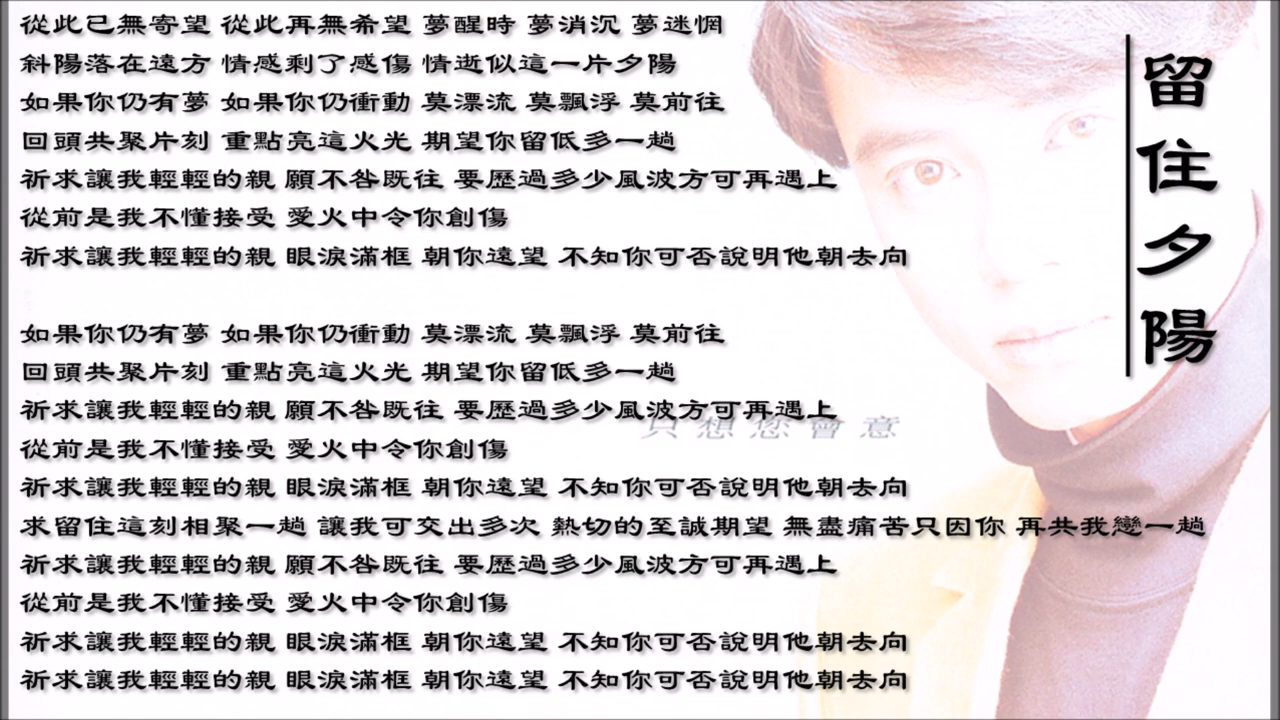 從此已無寄望 從此再無希望 夢醒時 夢消沉 夢迷惘
斜陽落在遠方 情感剩了感傷 情逝似這一片夕陽
如果你仍有夢 如果你仍衝動 莫漂流 莫飄浮 莫前往
回頭共聚片刻 重點亮這火光 期望你留低多一趟
祈求讓我輕輕的親 願不咎既往 要歷過多少風波方可再遇上
從前是我不懂接受 愛火中令你創傷
祈求讓我輕輕的親 眼淚滿框 朝你遠望 不知你可否說明他朝去向
如果你仍有夢 如果你仍衝動 莫漂流 莫飄浮 莫前往
回頭共聚片刻 重點亮這火光 期望你留低多一趟
祈求讓我輕輕的親 願不咎既往 要歷過多少風波方可再遇上
從前是我不懂接受 愛火中令你創傷
祈求讓我輕輕的親 眼淚滿框 朝你遠望 不知你可否說明他朝去向
求留住這刻相聚一趟 讓我可交出多次 熱切的至誠期望 無盡痛苦只因你 再共我戀一趟
祈求讓我輕輕的親 願不咎既往 要歷過多少風波方可再遇上
從前是我不懂接受 愛火中令你創傷
祈求讓我輕輕的親 眼淚滿框 朝你遠望 不知你可否說明他朝去向
祈求讓我輕輕的親 眼淚滿框 朝你遠望 不知你可否說明他朝去向
留住夕陽
只想您會意